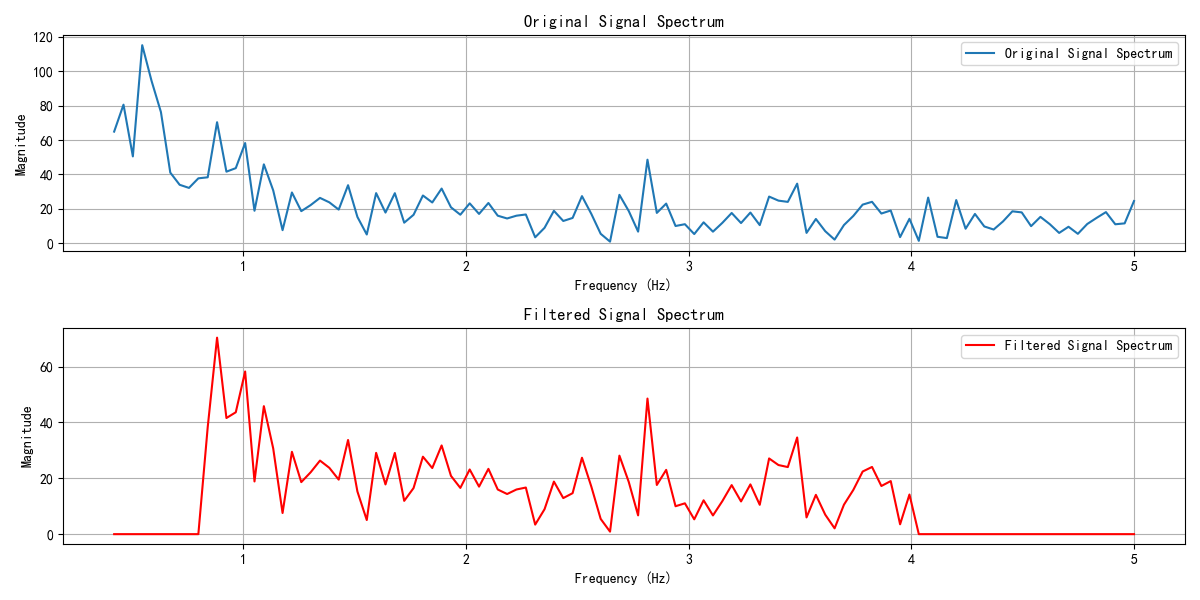 Original Signal Spectrum
Original Signal Spectrum
Magnitude
120
100
80
60
40
20
0
1 2 3 4 5
Frequency (Hz)
Filtered Signal Spectrum
Filtered Signal Spectrum
Magnitude
60
40
20
0
1 2 3 4 5
Frequency (Hz)